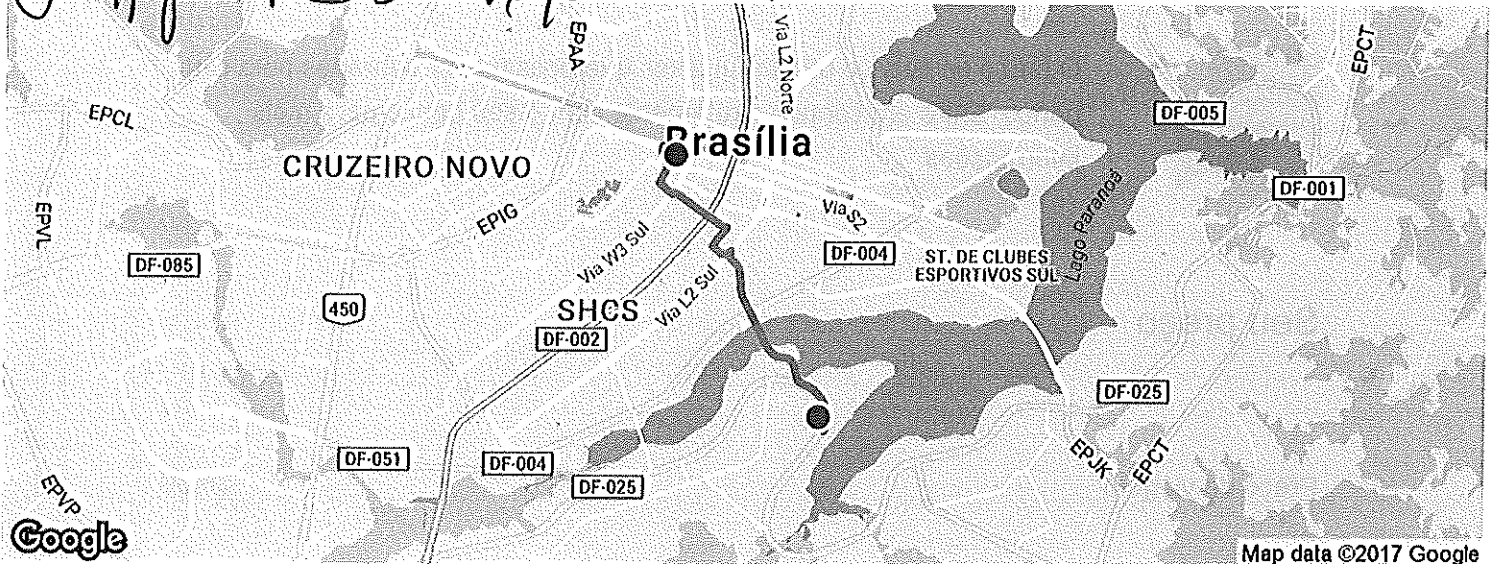 EPAA
Via L2 Norte
EPCT
EPCL
DF-005
Brasília
CRUZEIRO NOVO
DF-001
EPVL
EPIG
Via S2
Lago Paranoá
Via W3 Sul
DF-004
ST. DE CLUBES
ESPORTIVOS SUL
DF-085
Via L2 Sul
450
SHCS
DF-002
DF-025
DF-051
DF-004
EPJK
EPCT
DF-025
EPVP
Google
Map data ©2017 Google